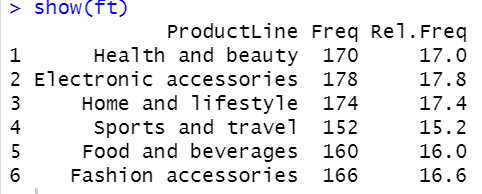 > show(ft)
ProductLine Freq Rel.Freq
1 Health and beauty 170 17.0
2 Electronic accessories 178 17.8
3 Home and lifestyle 174 17.4
4 Sports and travel 152 15.2
5 Food and beverages 160 16.0
6 Fashion accessories 166 16.6